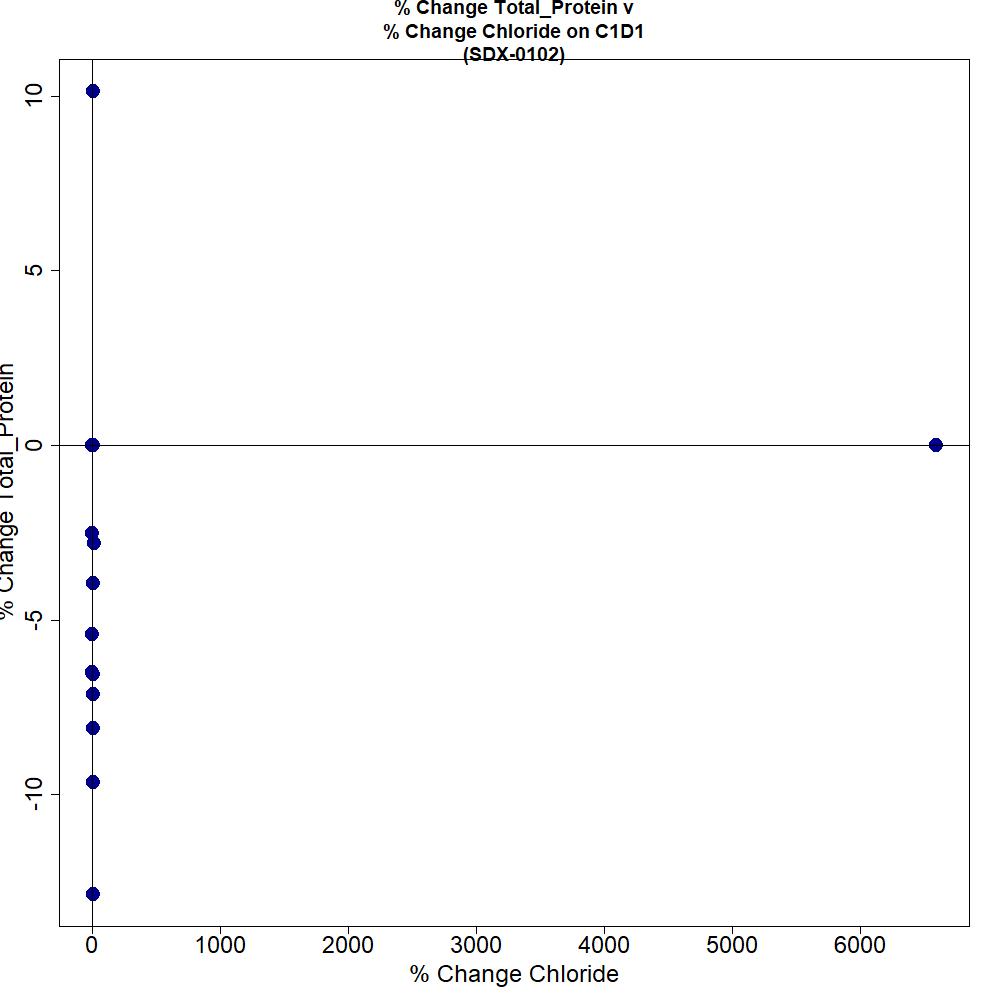 % Change Total_Protein v
% Change Chloride on C1D1
(SDX-0102)
% Change Total_Protein
10
5
0
-5
-10
0 1000 2000 3000 4000 5000 6000
% Change Chloride